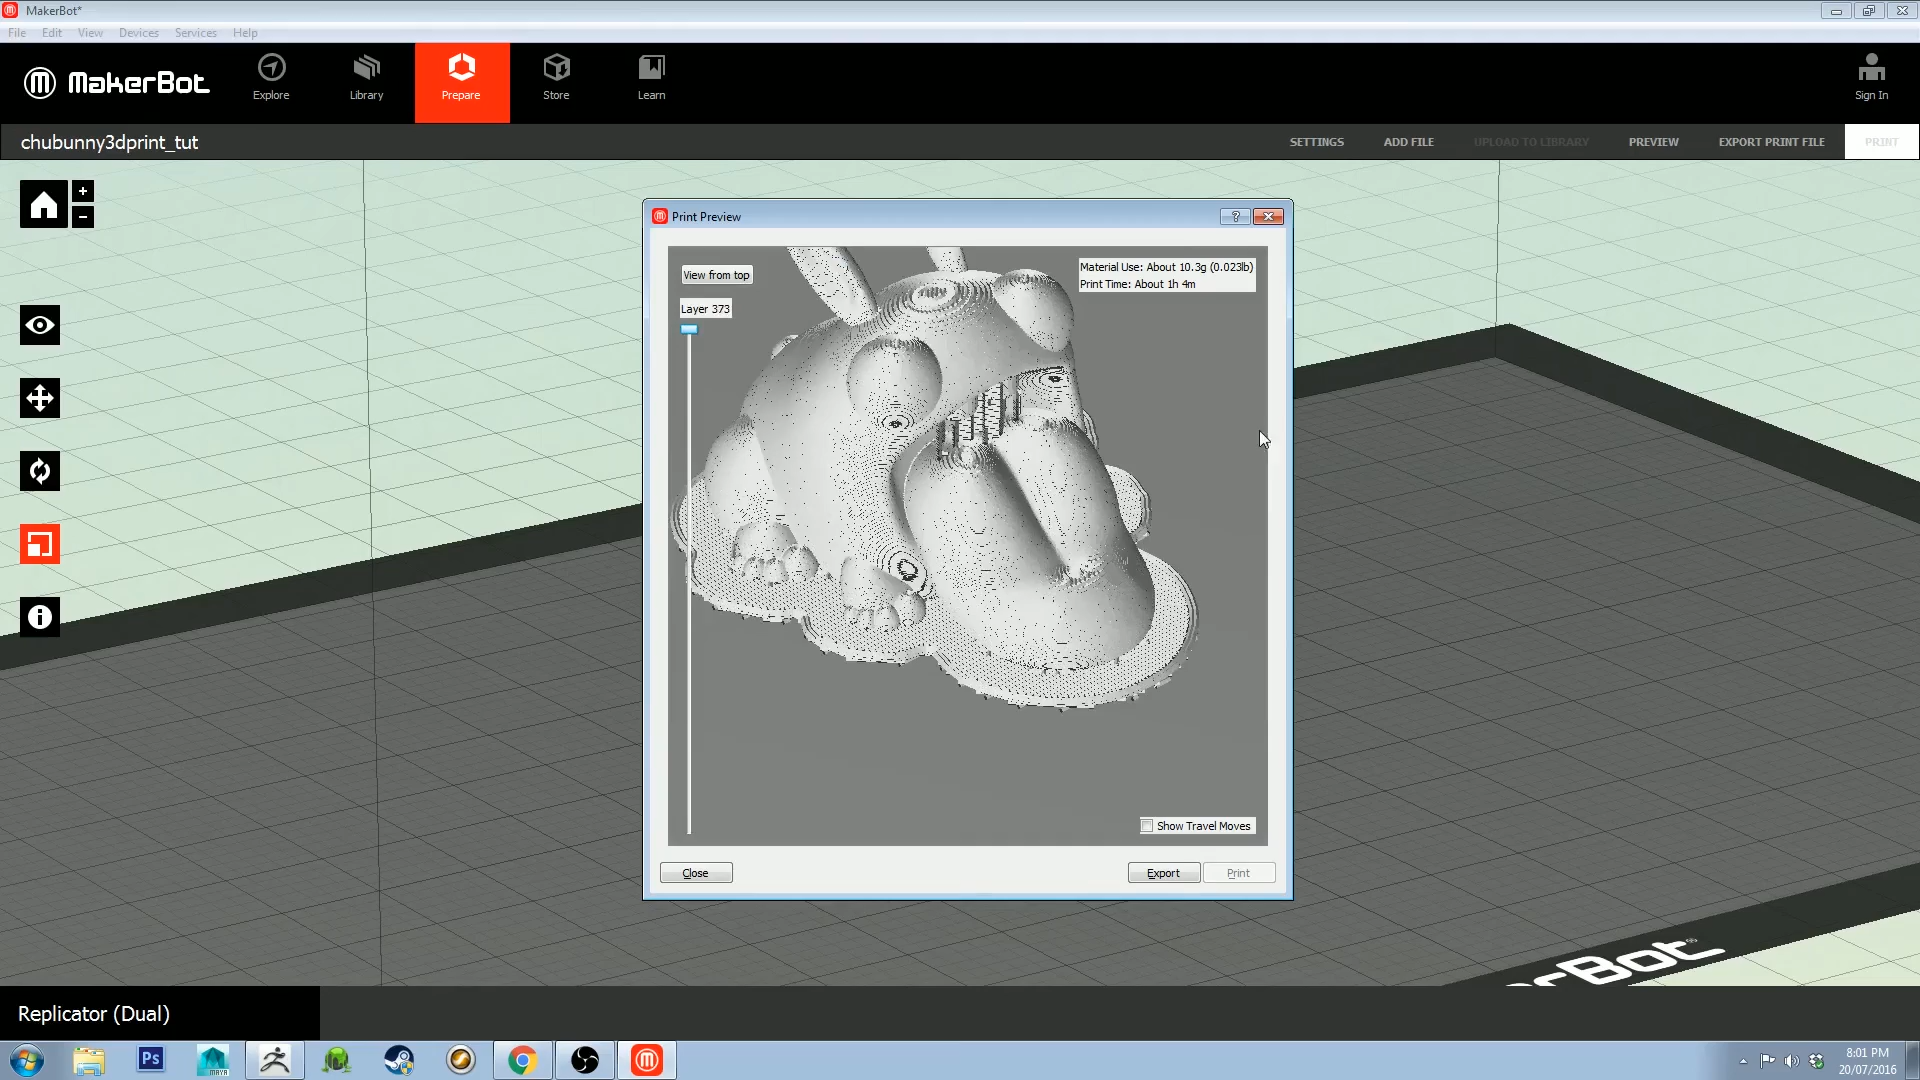 MakerBot*
File Edit View Devices Services Help
MakerBot
Explore Library Prepare Store Learn Sign In
chubunny3dprint_tut
SETTINGS ADD FILE UPLOAD TO LIBRARY PREVIEW EXPORT PRINT FILE PRINT
+
-
Print Preview
?
View from top
Material Use: About 10.3g (0.023lb)
Print Time: About 1h 4m
Layer 373
Show Travel Moves
Close Export Print
erBot
Replicator (Dual)
Ps
MAYA
8:01 PM
20/07/2016